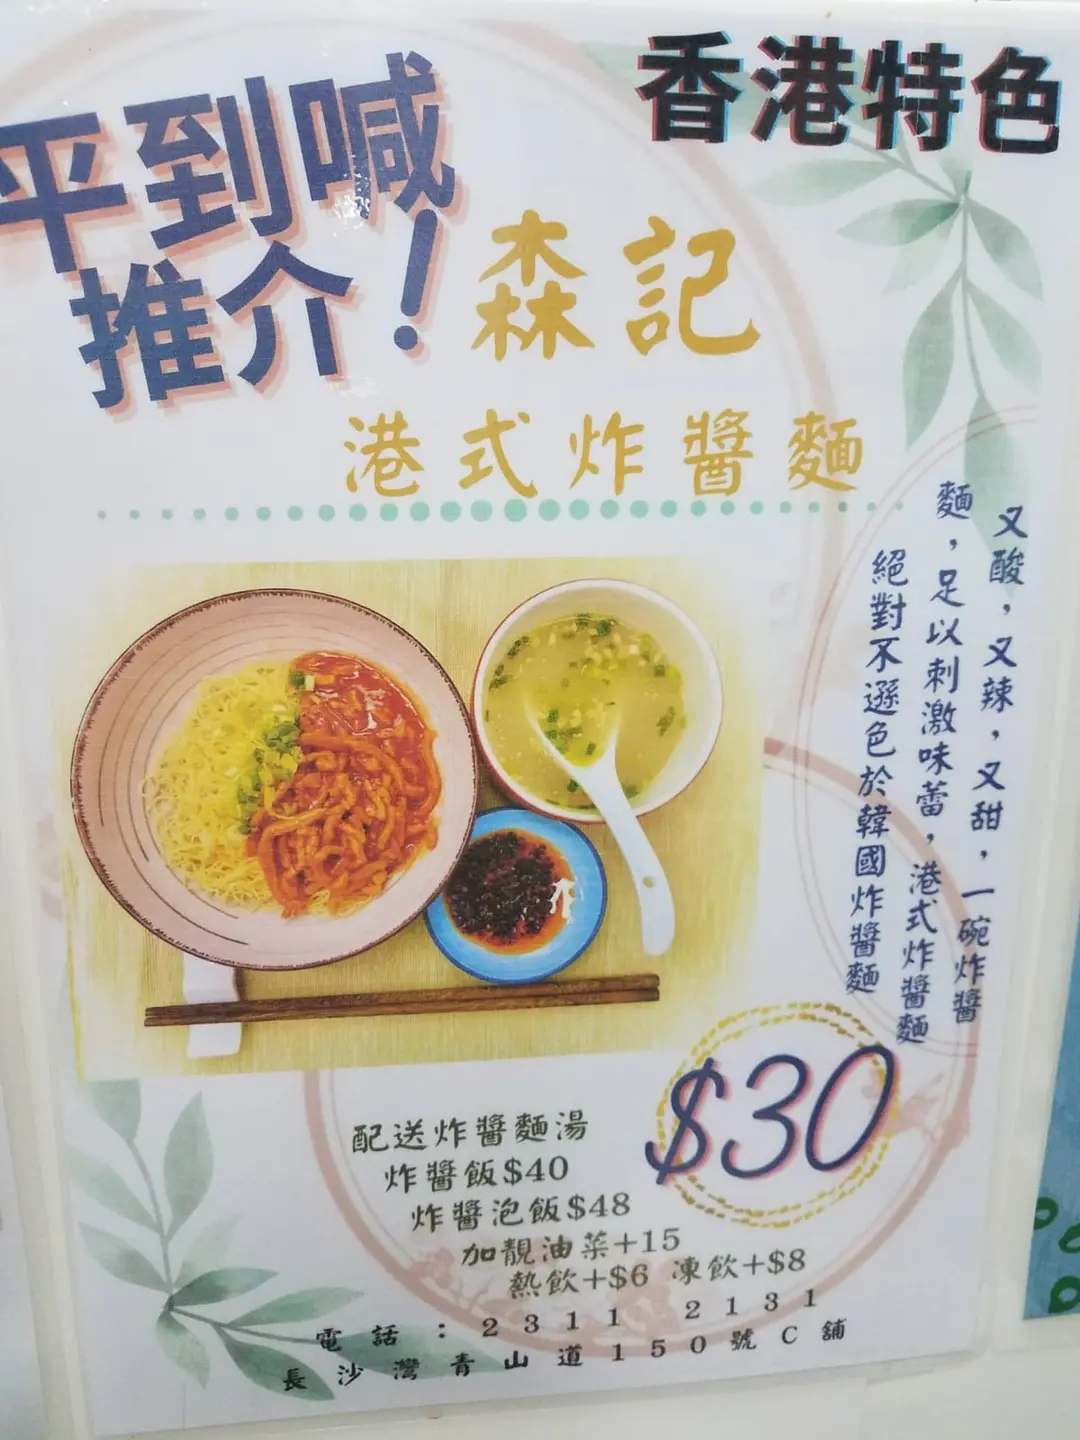 香港特色
平到喊
推介！
森記
港式炸醬麵
又酸，又辣，又甜，一碗炸醬
麵，足以刺激味蕾，港式炸醬麵
絕對不遜色於韓國炸醬麵
$30
配送炸醬麵湯
炸醬飯$40
炸醬泡飯$48
加靚油菜+15
熱飲+$6 凍飲+$8
電話：2311 2131
長沙灣青山道150號C舖